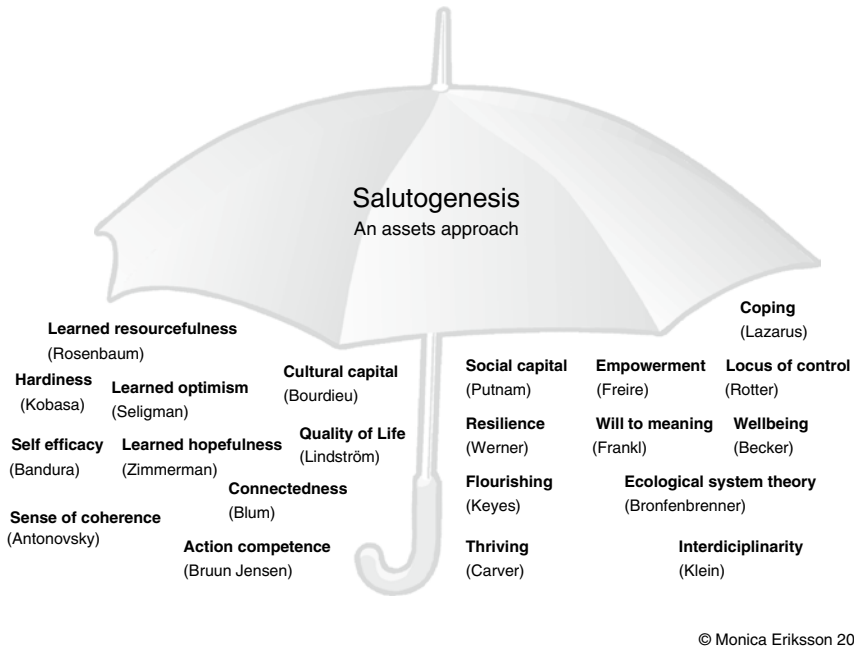 Salutogenesis
An assets approach
Coping
(Lazarus)
Learned resourcefulness
(Rosenbaum)
Hardiness
(Kobasa)
Learned optimism
(Seligman)
Cultural capital
(Bourdieu)
Social capital
(Putnam)
Empowerment
(Freire)
Locus of control
(Rotter)
Self efficacy
(Bandura)
Learned hopefulness
(Zimmerman)
Quality of Life
(Lindström)
Resilience
(Werner)
Will to meaning
(Frankl)
Wellbeing
(Becker)
Connectedness
(Blum)
Flourishing
(Keyes)
Ecological system theory
(Bronfenbrenner)
Sense of coherence
(Antonovsky)
Action competence
(Bruun Jensen)
Thriving
(Carver)
Interdiciplinarity
(Klein)
© Monica Eriksson 20